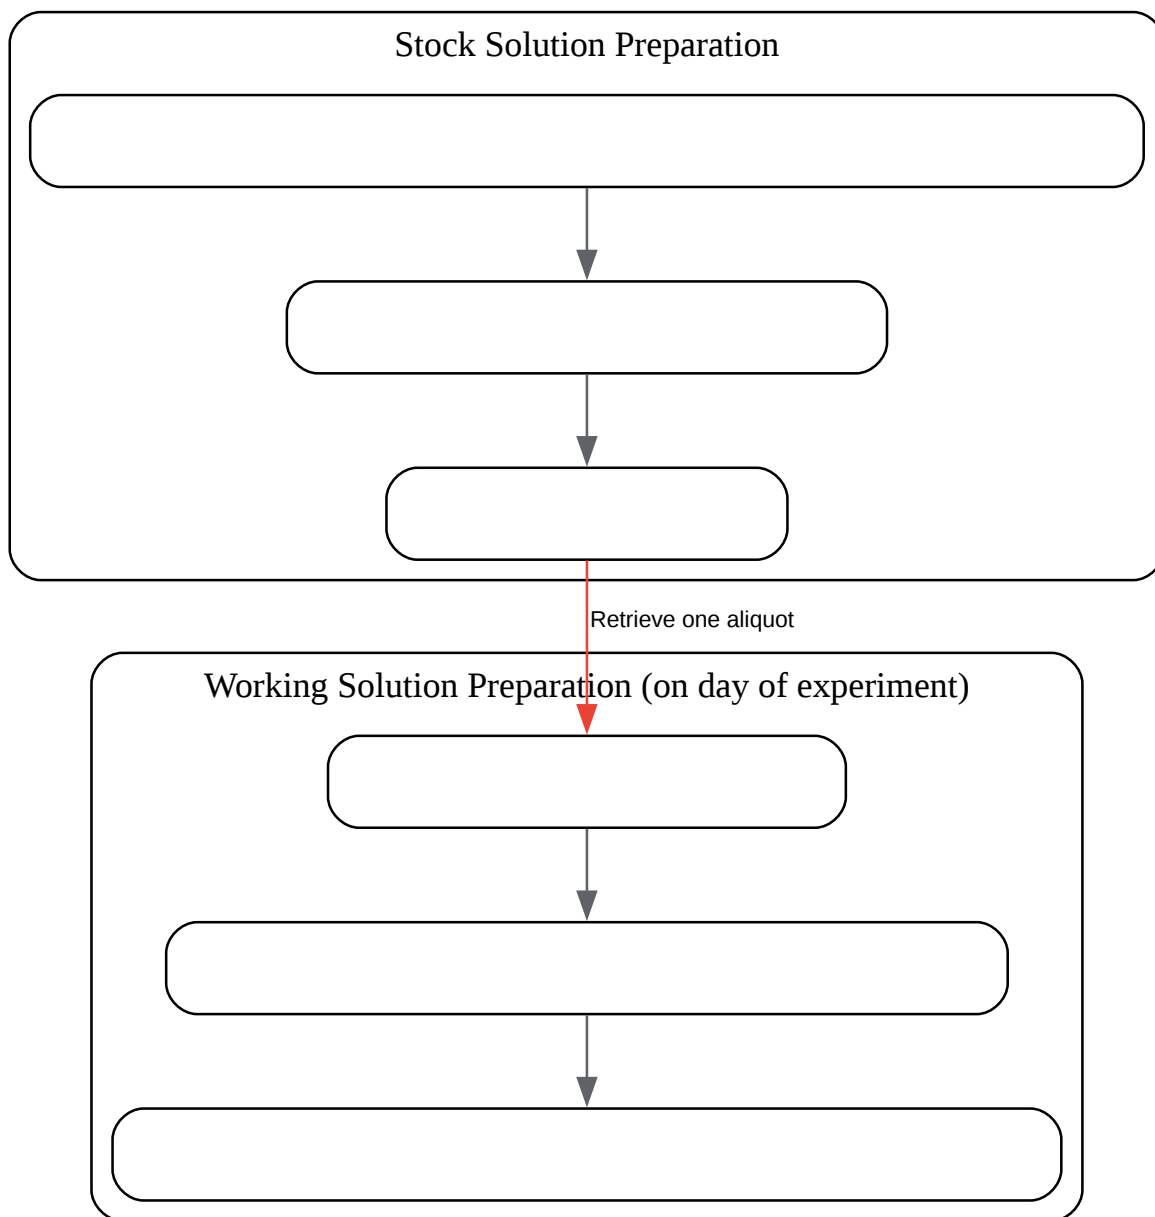 Stock Solution Preparation
Retrieve one aliquot
Working Solution Preparation (on day of experiment)